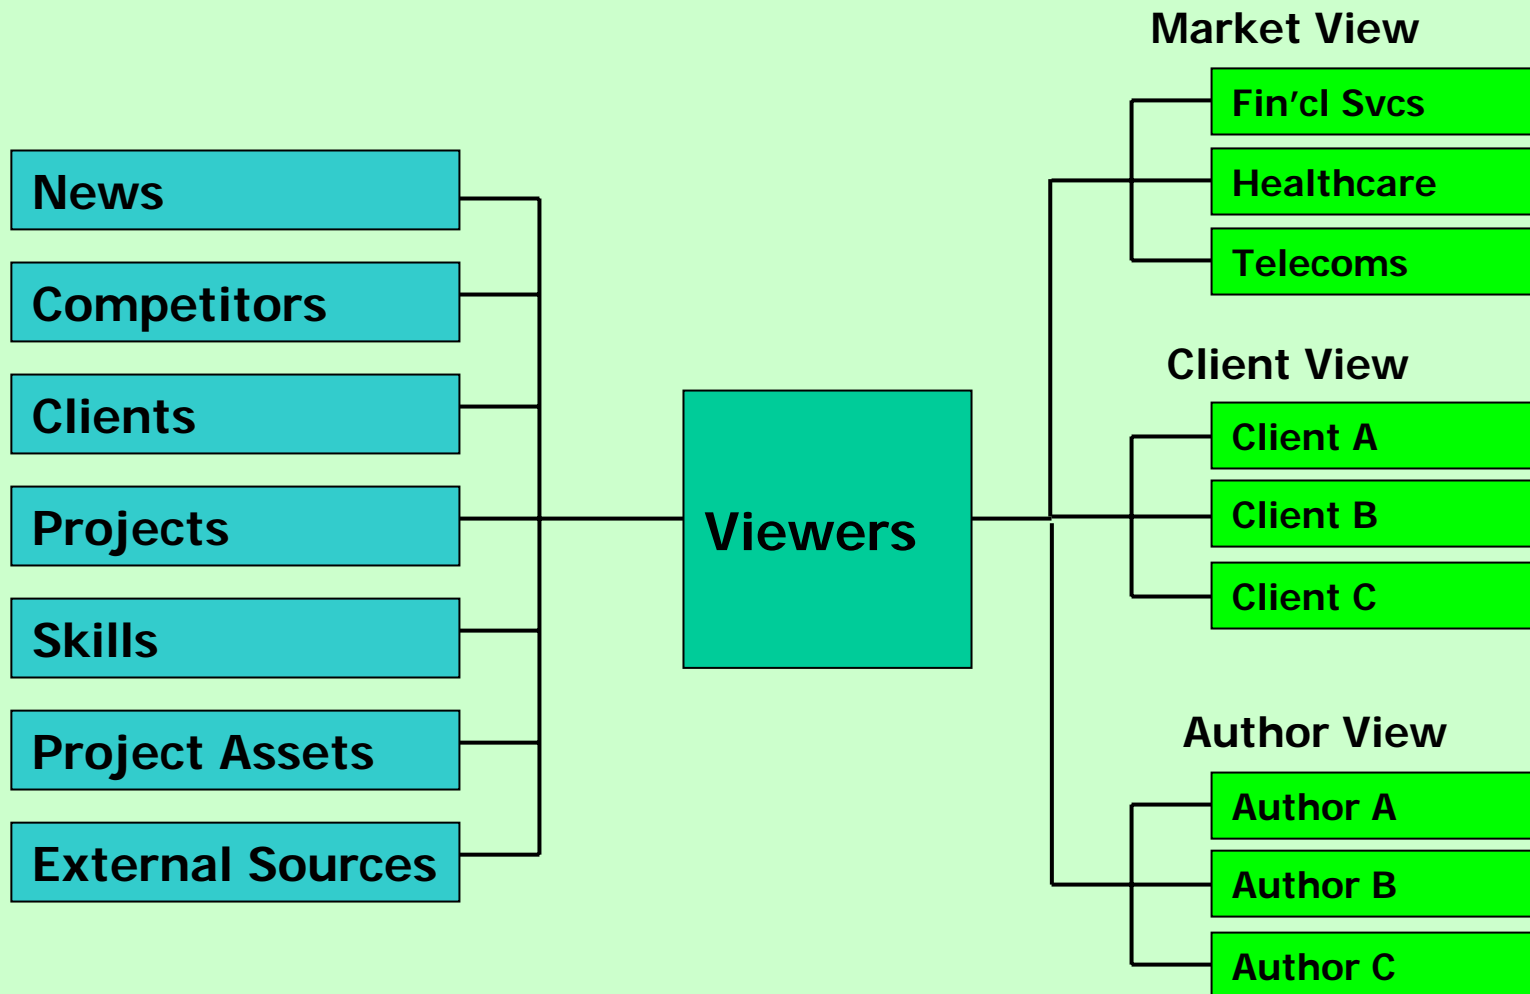 News
Competitors
Clients
Projects
Skills
Project Assets
External Sources
Viewers
Market View
Fin’cl Svcs
Healthcare
Telecoms
Client View
Client A
Client B
Client C
Author View
Author A
Author B
Author C